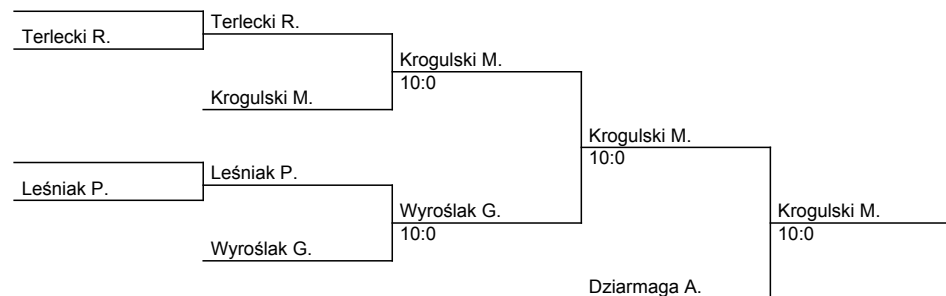 Terlecki R.
Terlecki R.
Krogulski M.
10:0
Krogulski M.
Krogulski M.
10:0
Leśniak P.
Leśniak P.
Wyroślak G.
10:0
Wyroślak G.
Krogulski M.
10:0
Dziarmaga A.